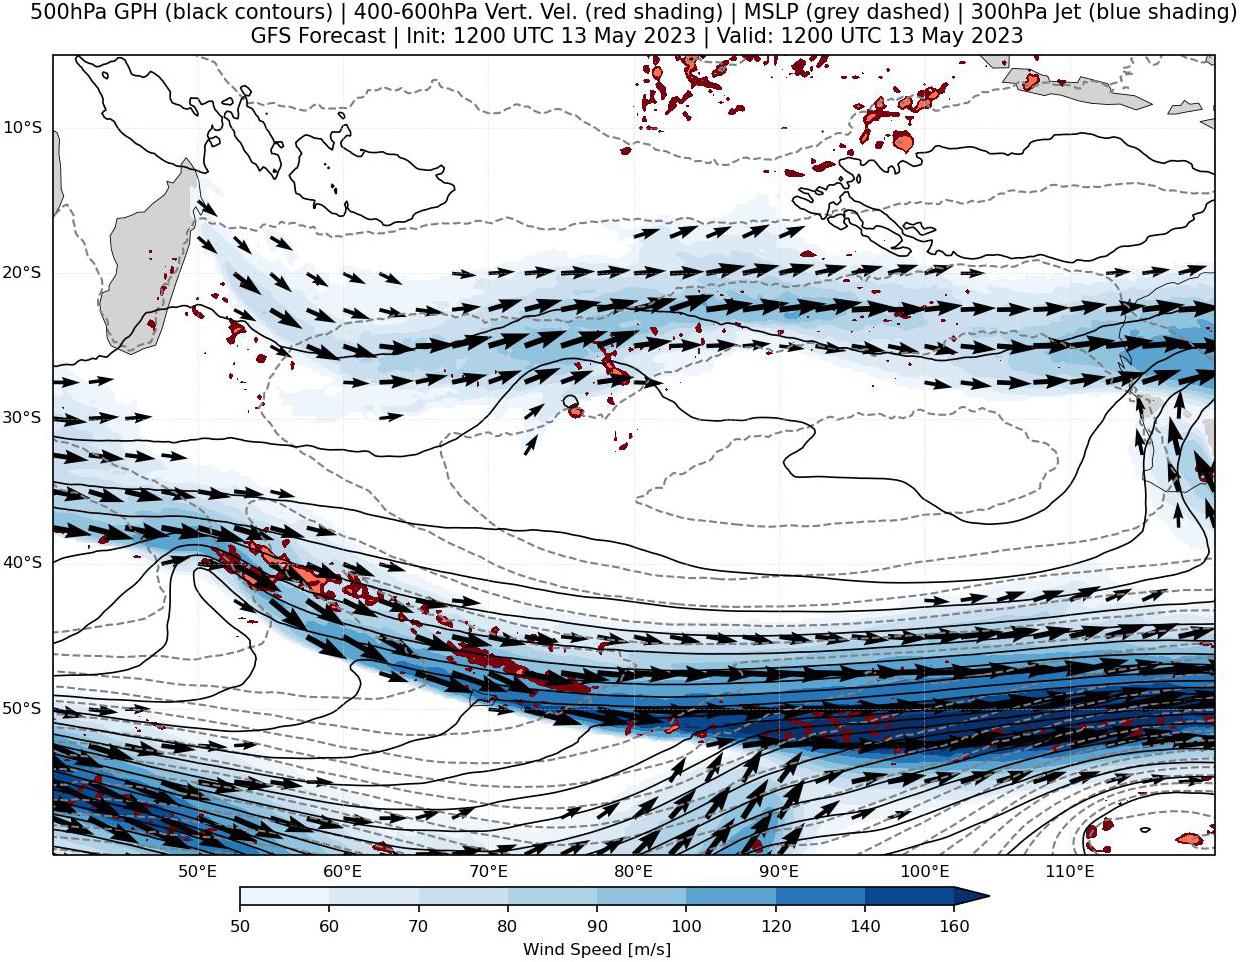 500hPa GPH (black contours) | 400-600hPa Vert. Vel. (red shading) | MSLP (grey dashed) | 300hPa Jet (blue shading)
GFS Forecast | Init: 1200 UTC 13 May 2023 | Valid: 1200 UTC 13 May 2023
10°S
20°S
30°S
40°S
50°S
50°E 60°E 70°E 80°E 90°E 100°E 110°E
50 60 70 80 90 100 120 140 160
Wind Speed [m/s]